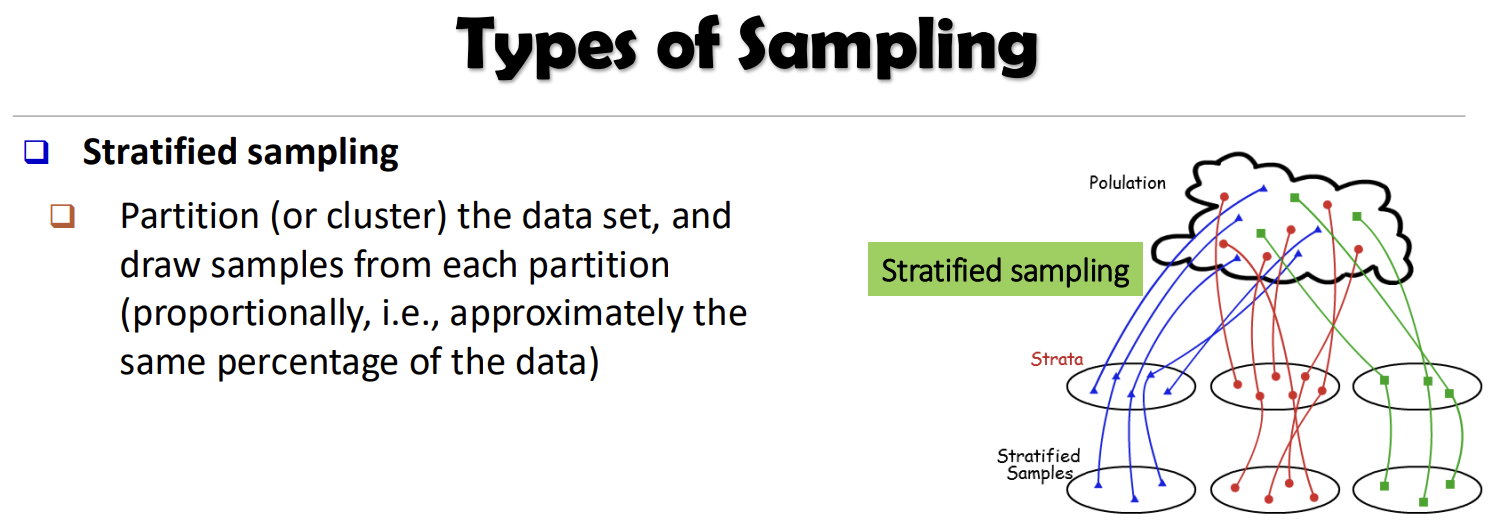 Types of Sampling
Stratified sampling
Partition (or cluster) the data set, and
draw samples from each partition
(proportionally, i.e., approximately the
same percentage of the data)
Polulation
Stratified sampling
Strata
Stratified
Samples